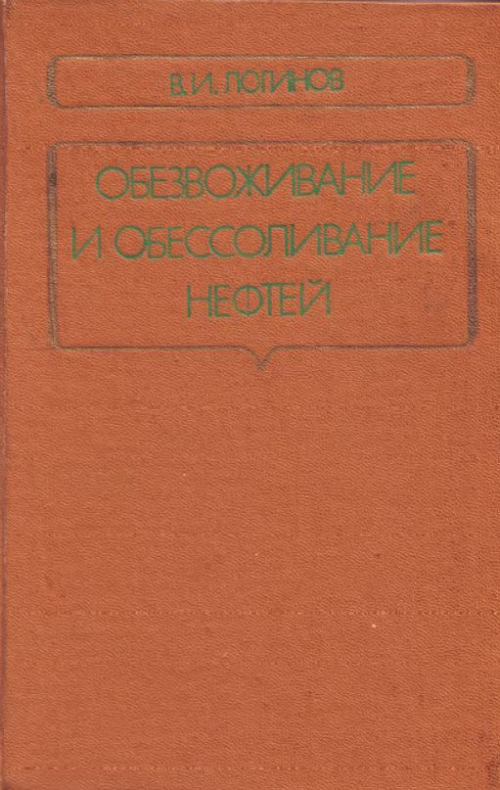 В.И. ЛОГИНОВ
ОБЕЗВОЖИВАНИЕ
И ОБЕССОЛИВАНИЕ
НЕФТЕЙ